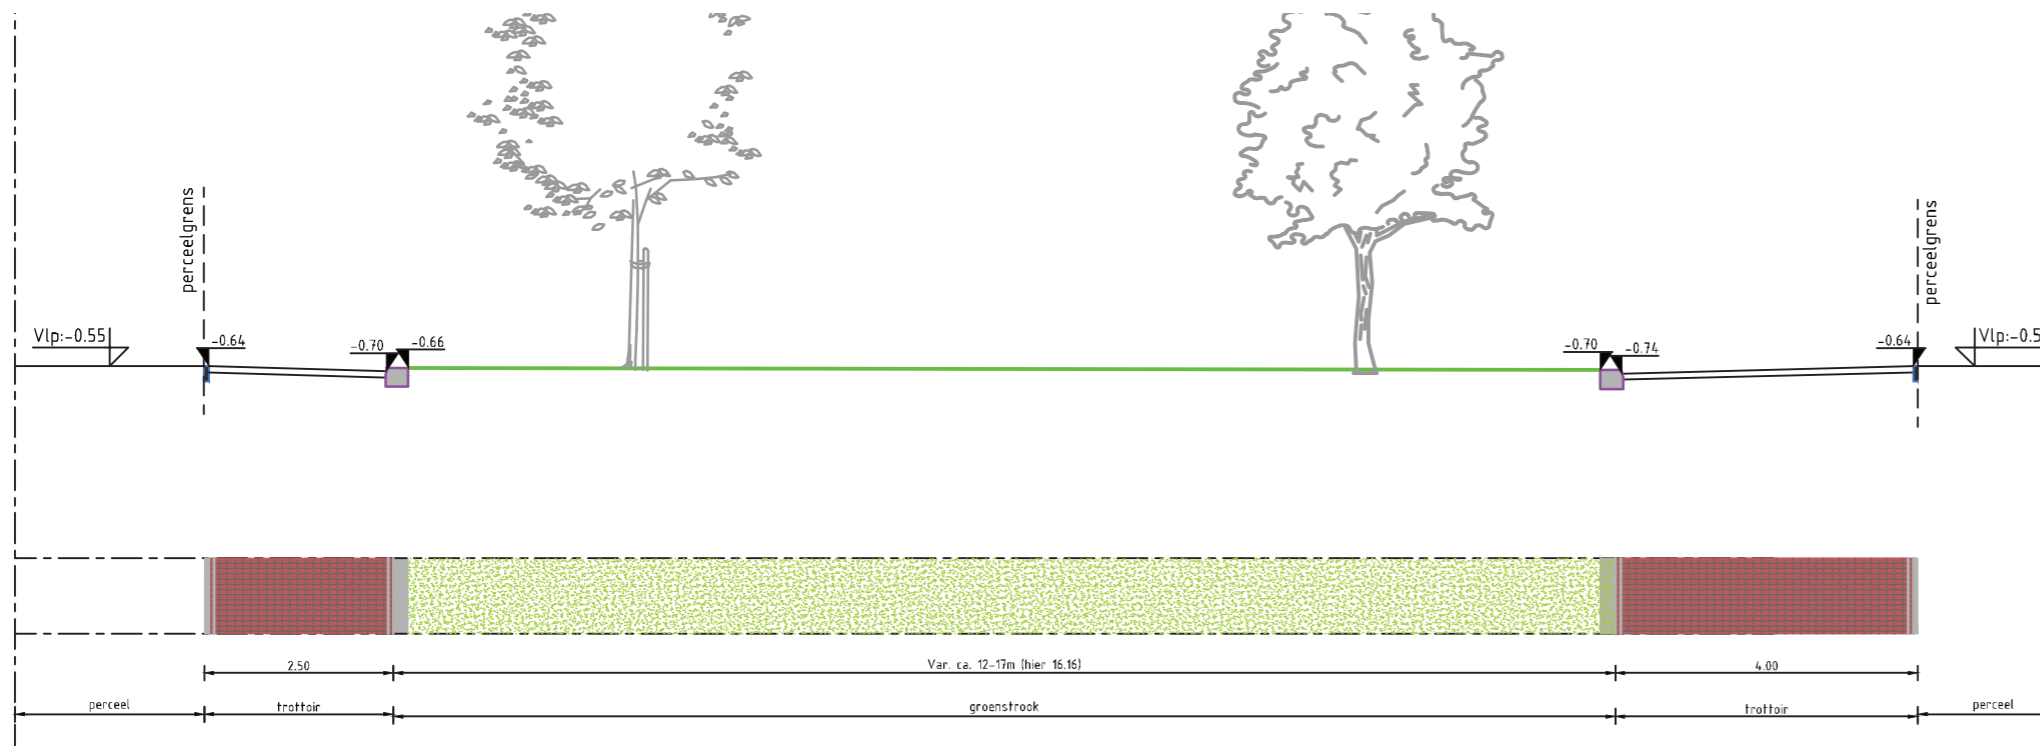 perceelgrens
perceelgrens
Vlp:-0.55
-0.64
-0.70
-0.66
-0.70
-0.74
-0.64
Vlp:-0.5
2.50
Var. ca. 12-17m (hier 16.16)
4.00
perceel
trottoir
groenstrook
trottoir
perceel